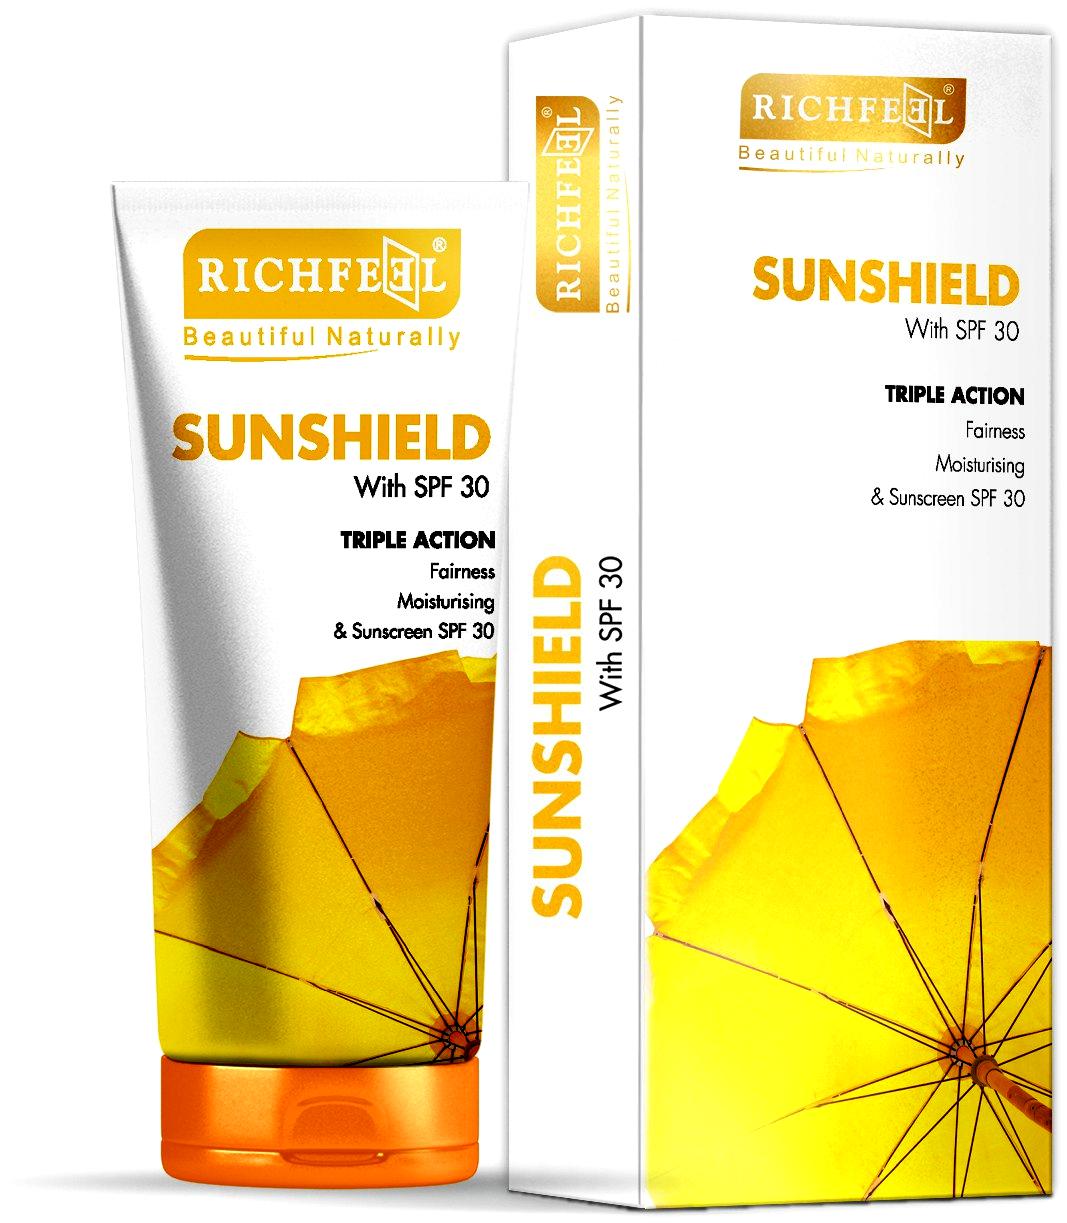 RICHFEEL®
Beautiful Naturally
SUNSHIELD
With SPF 30
TRIPLE ACTION
Fairness
Moisturising
& Sunscreen SPF 30
RICHFEEL®
Beautiful Naturally
SUNSHIELD
With SPF 30
RICHFEEL®
Beautiful Naturally
SUNSHIELD
With SPF 30
TRIPLE ACTION
Fairness
Moisturising
& Sunscreen SPF 30